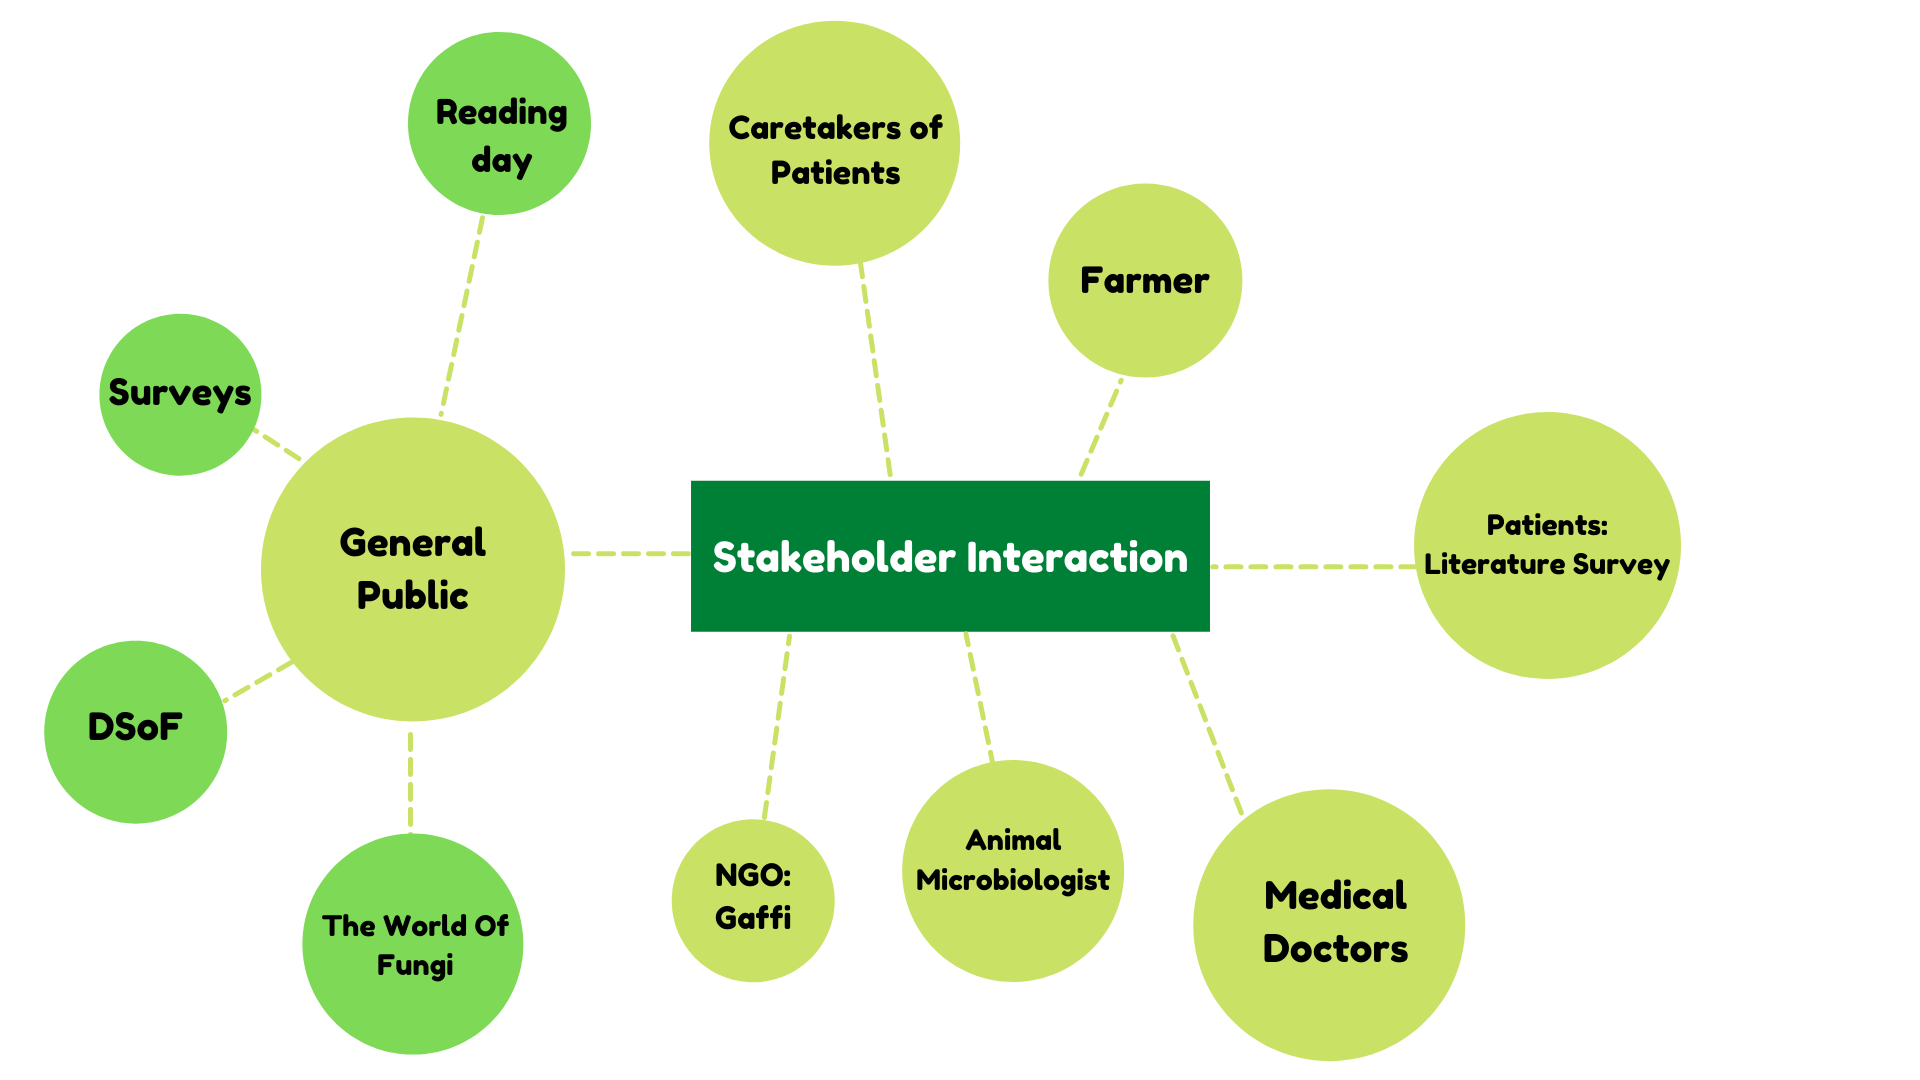 Reading
day
Caretakers of
Patients
Farmer
Surveys
General
Public
Stakeholder Interaction
Patients:
Literature Survey
DSoF
The World Of
Fungi
NGO:
Gaffi
Animal
Microbiologist
Medical
Doctors